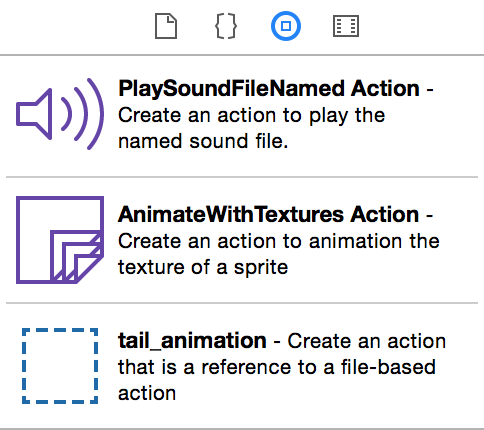 PlaySoundFileNamed Action -
Create an action to play the
named sound file.
AnimateWithTextures Action -
Create an action to animation the
texture of a sprite
tail_animation - Create an action
that is a reference to a file-based
action